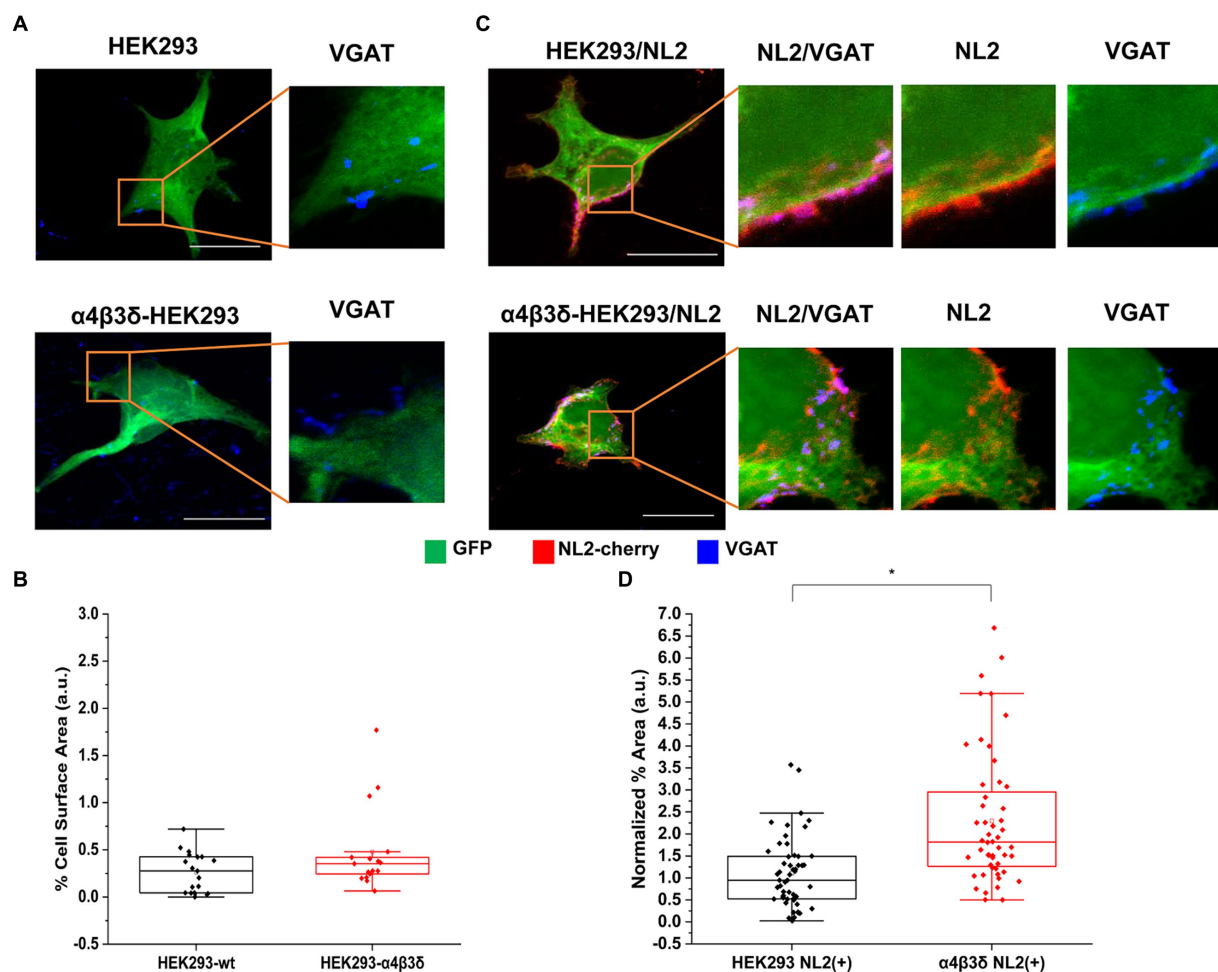 A
HEK293
VGAT
C
HEK293/NL2
NL2/VGAT
NL2
VGAT
α4β3δ-HEK293
VGAT
α4β3δ-HEK293/NL2
NL2/VGAT
NL2
VGAT
GFP
NL2-cherry
VGAT
B
% Cell Surface Area (a.u.)
3.0
2.5
2.0
1.5
1.0
0.5
0.0
-0.5
HEK293-wt
HEK293-α4β3δ
D
*
Normalized % Area (a.u.)
7.0
6.5
6.0
5.5
5.0
4.5
4.0
3.5
3.0
2.5
2.0
1.5
1.0
0.5
0.0
-0.5
HEK293 NL2(+)
α4β3δ NL2(+)